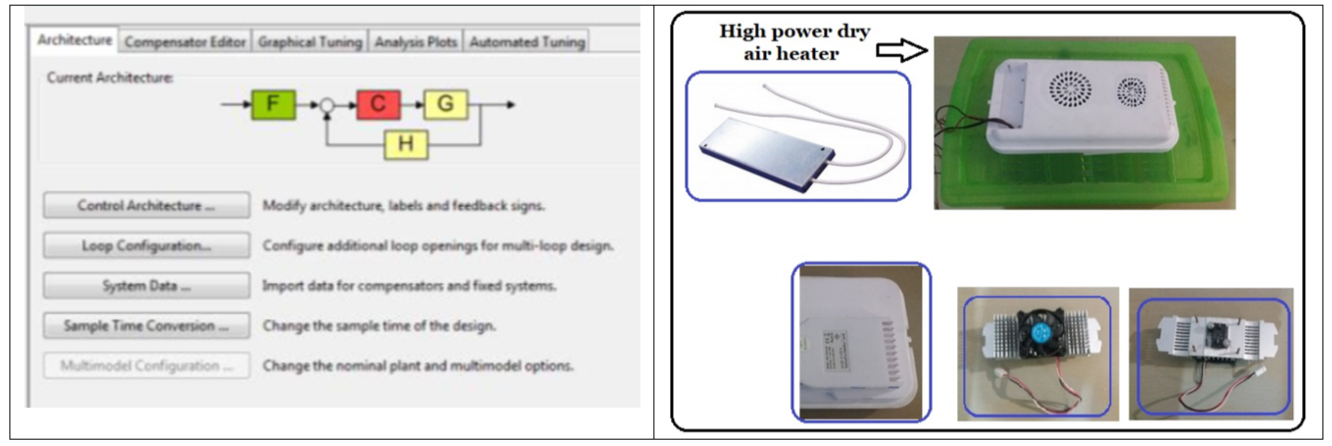 Architecture Compensator Editor Graphical Tuning Analysis Plots Automated Tuning
Current Architecture:
F C G
H
Control Architecture ... Modify architecture, labels and feedback signs.
Loop Configuration... Configure additional loop openings for multi-loop design.
System Data ... Import data for compensators and fixed systems.
Sample Time Conversion ... Change the sample time of the design.
Multimodel Configuration ... Change the nominal plant and multimodel options.
High power dry
air heater